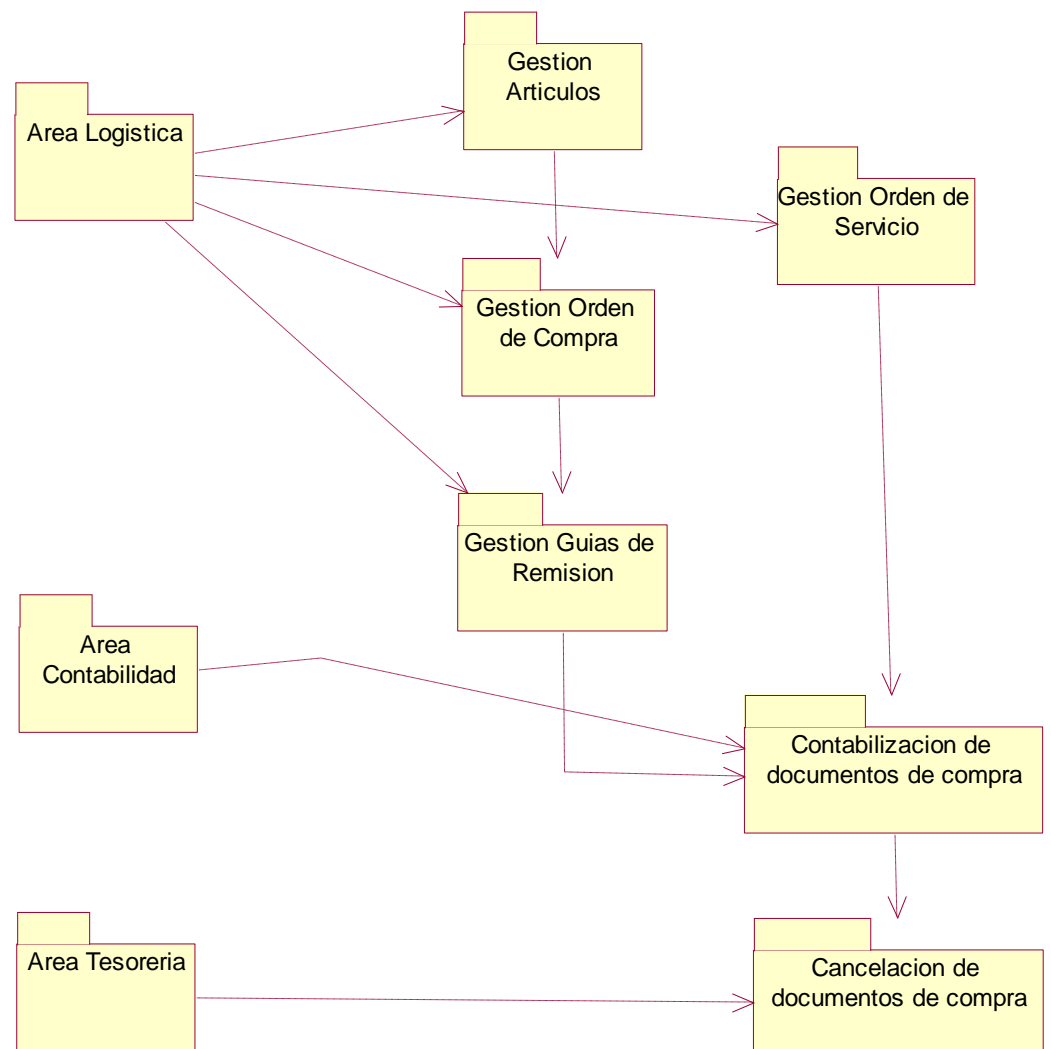 Gestion
Articulos
Area Logistica
Gestion Orden de
Servicio
Gestion Orden
de Compra
Gestion Guias de
Remision
Area
Contabilidad
Contabilizacion de
documentos de compra
Area Tesoreria
Cancelacion de
documentos de compra